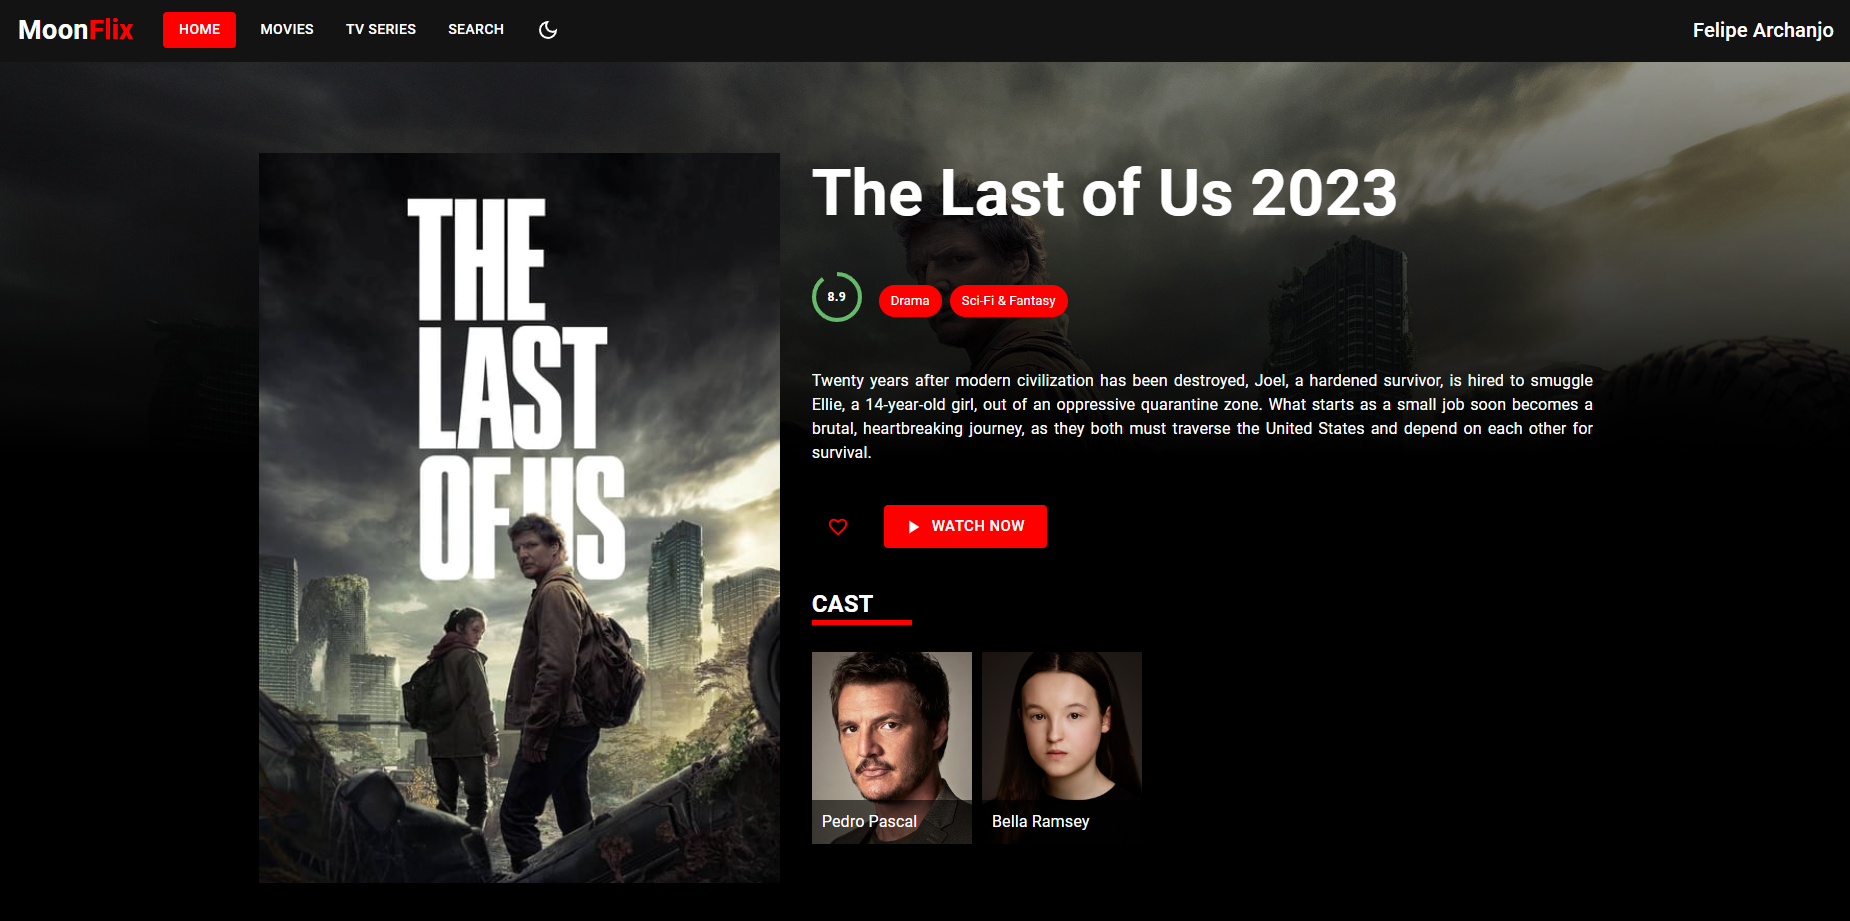 MoonFlix HOME MOVIES TV SERIES SEARCH Felipe Archanjo
THE
LAST
OF US
The Last of Us 2023
8.9 Drama Sci-Fi & Fantasy
Twenty years after modern civilization has been destroyed, Joel, a hardened survivor, is hired to smuggle
Ellie, a 14-year-old girl, out of an oppressive quarantine zone. What starts as a small job soon becomes a
brutal, heartbreaking journey, as they both must traverse the United States and depend on each other for
survival.
WATCH NOW
CAST
Pedro Pascal Bella Ramsey